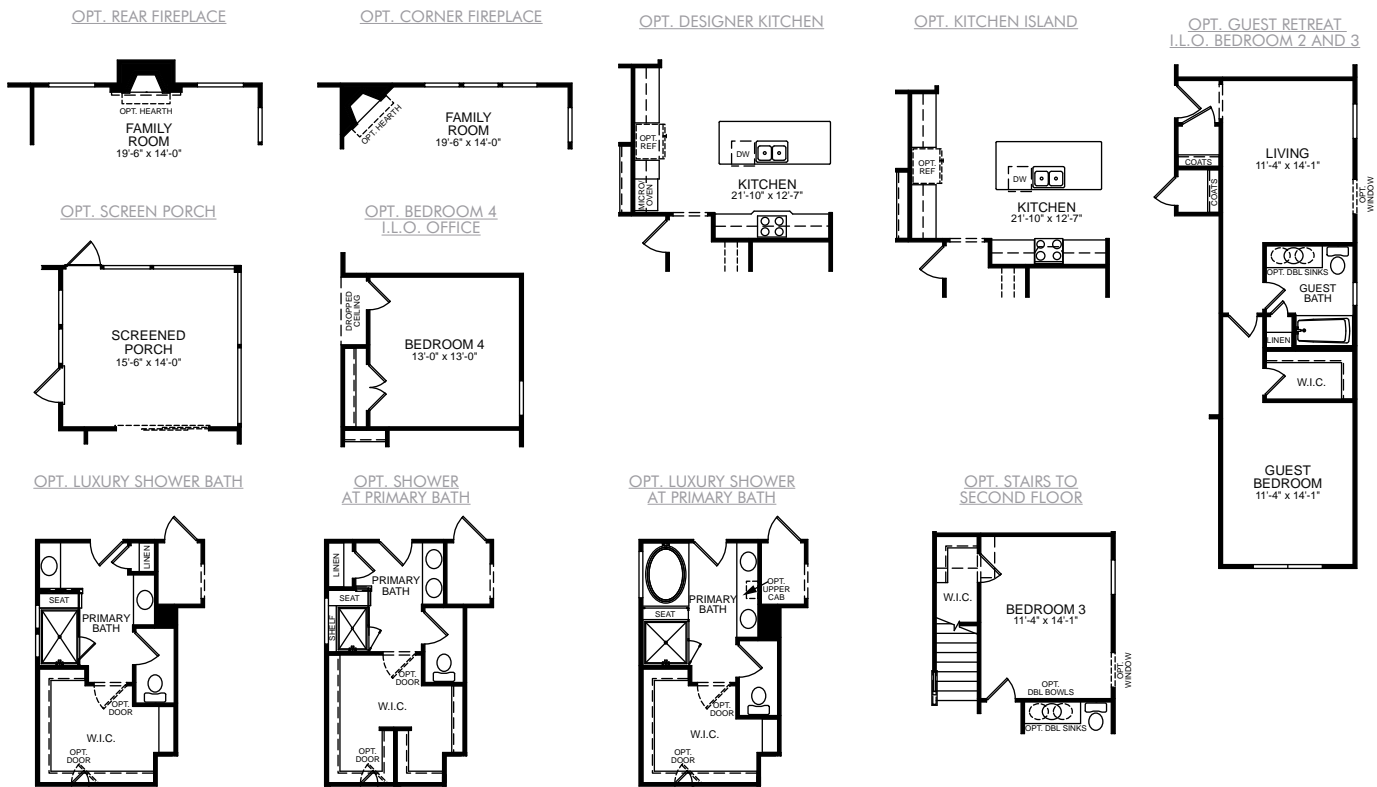 OPT. REAR FIREPLACE
OPT. HEARTH
FAMILY
ROOM
19'-6" x 14'-0"
OPT. CORNER FIREPLACE
OPT. HEARTH
FAMILY
ROOM
19'-6" x 14'-0"
OPT. DESIGNER KITCHEN
OPT.
REF
DW
MICRO/
OVEN
KITCHEN
21'-10" x 12'-7"
OPT. KITCHEN ISLAND
OPT.
REF
DW
KITCHEN
21'-10" x 12'-7"
OPT. GUEST RETREAT
I.L.O. BEDROOM 2 AND 3
LIVING
11'-4" x 14'-1"
COATS
COATS
OPT.
WINDOW
OPT. DBL SINKS
GUEST
BATH
LINEN
W.I.C.
GUEST
BEDROOM
11'-4" x 14'-1"
OPT. SCREEN PORCH
SCREENED
PORCH
15'-6" x 14'-0"
OPT. BEDROOM 4
I.L.O. OFFICE
DROPPED
CEILING
BEDROOM 4
13'-0" x 13'-0"
OPT. LUXURY SHOWER BATH
LINEN
SEAT
PRIMARY
BATH
OPT.
DOOR
W.I.C.
OPT.
DOOR
OPT. SHOWER
AT PRIMARY BATH
LINEN
PRIMARY
BATH
SEAT
SHELF
OPT.
DOOR
W.I.C.
OPT.
DOOR
OPT. LUXURY SHOWER
AT PRIMARY BATH
PRIMARY
BATH
OPT.
UPPER
CAB
SEAT
OPT.
DOOR
W.I.C.
OPT.
DOOR
OPT. STAIRS TO
SECOND FLOOR
W.I.C.
BEDROOM 3
11'-4" x 14'-1"
OPT.
WINDOW
OPT.
DBL BOWLS
OPT. DBL SINKS